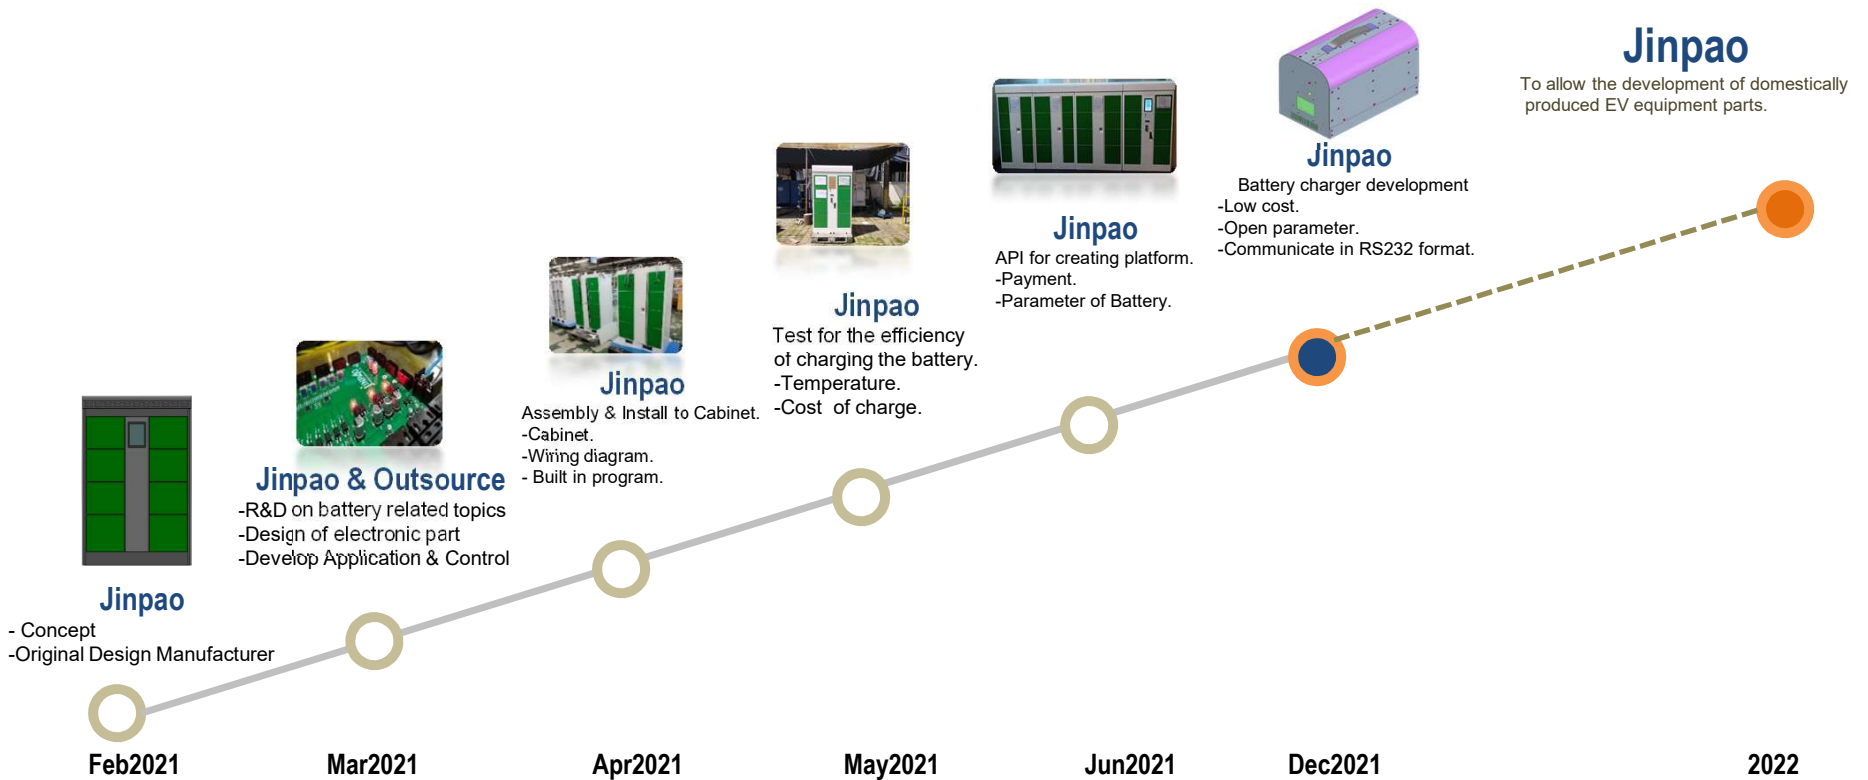 Jinpao
- Concept
-Original Design Manufacturer
Feb2021
Jinpao & Outsource
-R&D on battery related topics
-Design of electronic part
-Develop Application & Control
Mar2021
Jinpao
Assembly & Install to Cabinet.
-Cabinet.
-Wiring diagram.
- Built in program.
Apr2021
Jinpao
Test for the efficiency
of charging the battery.
-Temperature.
-Cost of charge.
May2021
Jinpao
API for creating platform.
-Payment.
-Parameter of Battery.
Jun2021
Jinpao
Battery charger development
-Low cost.
-Open parameter.
-Communicate in RS232 format.
Dec2021
Jinpao
To allow the development of domestically
produced EV equipment parts.
2022